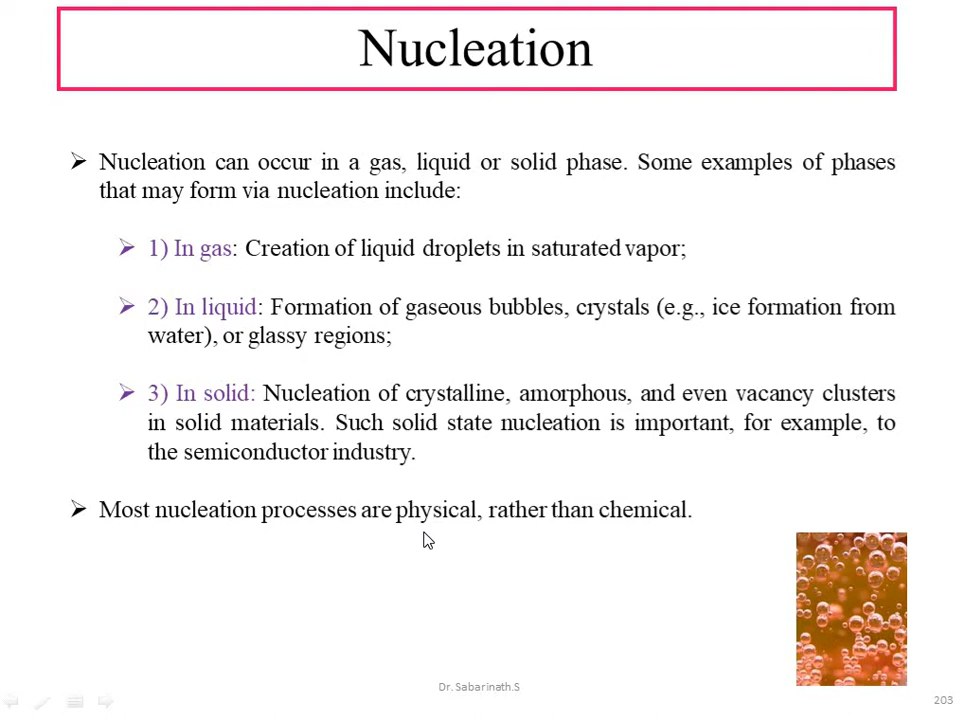 Nucleation
Nucleation can occur in a gas, liquid or solid phase. Some examples of phases
that may form via nucleation include:
1) In gas: Creation of liquid droplets in saturated vapor;
2) In liquid: Formation of gaseous bubbles, crystals (e.g., ice formation from
water), or glassy regions;
3) In solid: Nucleation of crystalline, amorphous, and even vacancy clusters
in solid materials. Such solid state nucleation is important, for example, to
the semiconductor industry.
Most nucleation processes are physical, rather than chemical.
Dr. Sabarinath.S
203